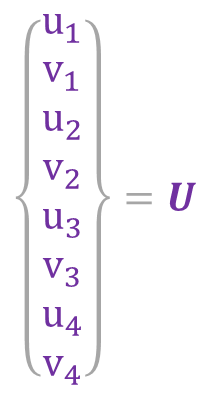 u₁
v₁
u₂
v₂
u₃
v₃
u₄
v₄
= U